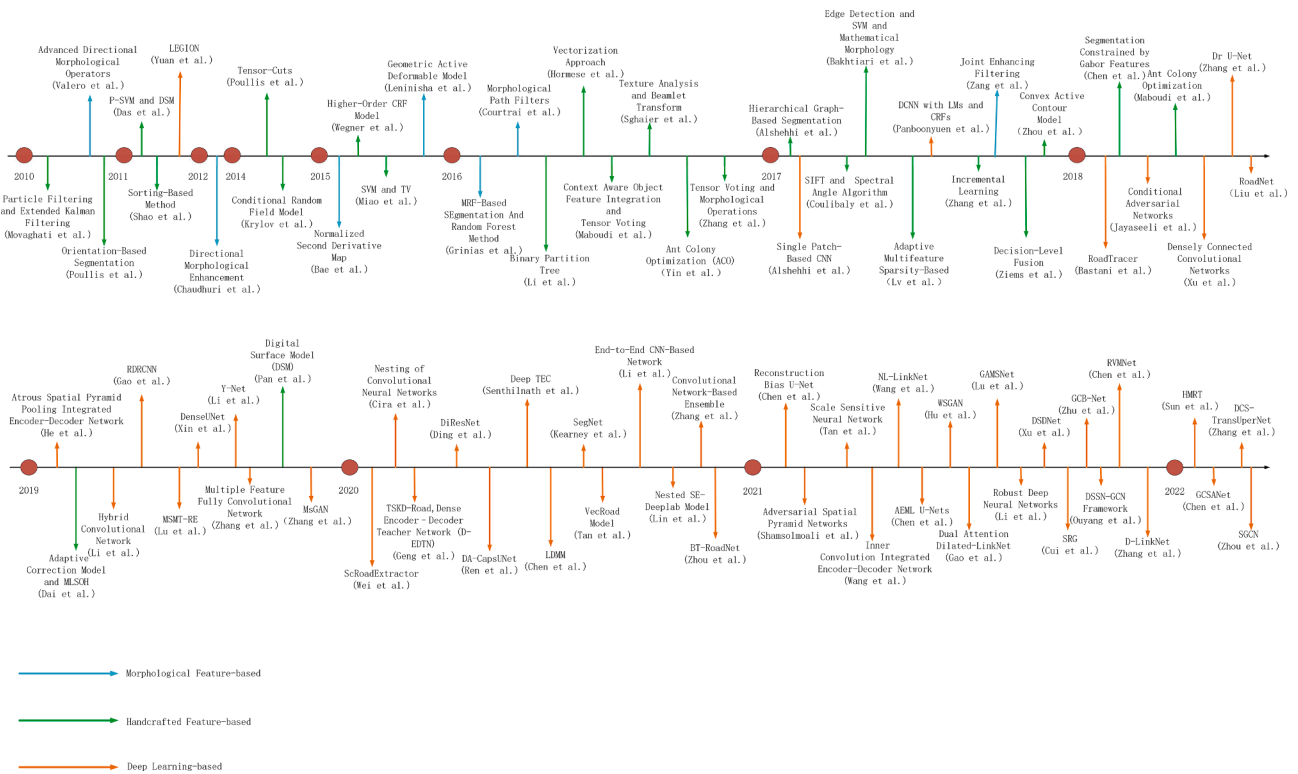 Advanced Directional
Morphological
Operators
(Valero et al.)
P-SVM and DSM
(Das et al.)
LEGION
(Yuan et al.)
Tensor-Cuts
(Poullis et al.)
Higher-Order CRF
Model
(Wegner et al.)
Geometric Active
Deformable Model
(Leninisha et al.)
Morphological
Path Filters
(Courtrai et al.)
Vectorization
Approach
(Hormese et al.)
Texture Analysis
and Beamlet
Transform
(Sghaier et al.)
Hierarchical Graph-
Based Segmentation
(Alshehhi et al.)
Edge Detection and
SVM and
Mathematical
Morphology
(Bakhtiari et al.)
DCNN with LMs and
CRFs
(Panboonyuen et al.)
Joint Enhancing
Filtering
(Zang et al.)
Convex Active
Contour
Model
(Zhou et al.)
Segmentation
Constrained by
Gabor Features
(Chen et al.)
Ant Colony
Optimization
(Maboudi et al.)
Dr U-Net
(Zhang et al.)
2010
2011
2012
2014
2015
2016
2017
2018
Particle Filtering
and Extended Kalman
Filtering
(Movaghati et al.)
Orientation-Based
Segmentation
(Poullis et al.)
Sorting-Based
Method
(Shao et al.)
Directional
Morphological
Enhancement
(Chaudhuri et al.)
Conditional Random
Field Model
(Krylov et al.)
Normalized
Second Derivative
Map
(Bae et al.)
SVM and TV
(Miao et al.)
MRF-Based
SEgmentation And
Random Forest
Method
(Grinias et al.)
Binary Partition
Tree
(Li et al.)
Context Aware Object
Feature Integration
and
Tensor Voting
(Maboudi et al.)
Ant Colony
Optimization (ACO)
(Yin et al.)
Tensor Voting and
Morphological
Operations
(Zhang et al.)
Single Patch-
Based CNN
(Alshehhi et al.)
SIFT and Spectral
Angle Algorithm
(Coulibaly et al.)
Adaptive
Multifeature
Sparsity-Based
(Lv et al.)
Incremental
Learning
(Zhang et al.)
Decision-Level
Fusion
(Ziems et al.)
RoadTracer
(Bastani et al.)
Conditional
Adversarial
Networks
(Jayaseeli et al.)
Densely Connected
Convolutional
Networks
(Xu et al.)
RoadNet
(Liu et al.)
Atrous Spatial Pyramid
Pooling Integrated
Encoder-Decoder Network
(He et al.)
RDRCNN
(Gao et al.)
DenseUNet
(Xin et al.)
Y-Net
(Li et al.)
Digital
Surface Model
(DSM)
(Pan et al.)
Nesting of
Convolutional
Neural Networks
(Cira et al.)
DiResNet
(Ding et al.)
Deep TEC
(Senthilnath et al.)
SegNet
(Kearney et al.)
End-to-End CNN-Based
Network
(Li et al.)
Convolutional
Network-Based
Ensemble
(Zhang et al.)
Reconstruction
Bias U-Net
(Chen et al.)
Scale Sensitive
Neural Network
(Tan et al.)
NL-LinkNet
(Wang et al.)
WSGAN
(Hu et al.)
GAMSNet
(Lu et al.)
DSDNet
(Xu et al.)
GCB-Net
(Zhu et al.)
RVMNet
(Chen et al.)
HMRT
(Sun et al.)
DCS-
TransUperNet
(Zhang et al.)
2019
2020
2021
2022
Adaptive
Correction Model
and MLSOH
(Dai et al.)
Hybrid
Convolutional
Network
(Li et al.)
MSMT-RE
(Lu et al.)
Multiple Feature
Fully Convolutional
Network
(Zhang et al.)
MsGAN
(Zhang et al.)
ScRoadExtractor
(Wei et al.)
TSKD-Road,Dense
Encoder–Decoder
Teacher Network (D-
EDTN)
(Geng et al.)
DA-CapsUNet
(Ren et al.)
LDMM
(Chen et al.)
VecRoad
Model
(Tan et al.)
Nested SE-
Deeplab Model
(Lin et al.)
BT-RoadNet
(Zhou et al.)
Adversarial Spatial
Pyramid Networks
(Shamsolmoali et al.)
Inner
Convolution Integrated
Encoder-Decoder Network
(Wang et al.)
AEML U-Nets
(Chen et al.)
Dual Attention
Dilated-LinkNet
(Gao et al.)
Robust Deep
Neural Networks
(Li et al.)
SRG
(Cui et al.)
DSSN-GCN
Framework
(Ouyang et al.)
D-LinkNet
(Zhang et al.)
GCSANet
(Chen et al.)
SGCN
(Zhou et al.)
Morphological Feature-based
Handcrafted Feature-based
Deep Learning-based